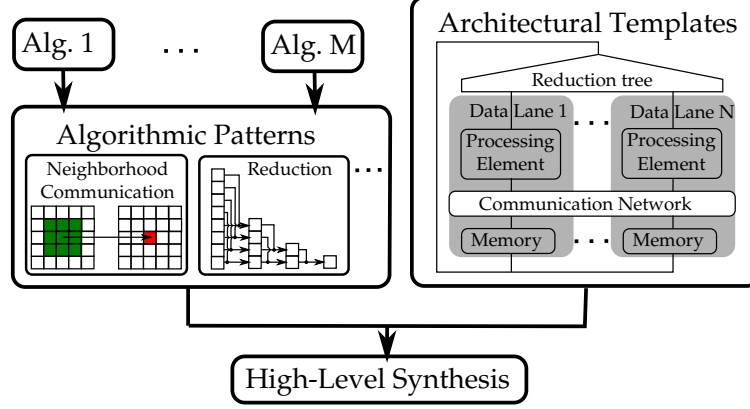 Alg. 1
. . .
Alg. M
Algorithmic Patterns
Neighborhood
Communication
Reduction
...
Architectural Templates
Reduction tree
Data Lane 1
. . .
Data Lane N
Processing
Element
Processing
Element
Communication Network
Memory
. . .
Memory
High-Level Synthesis